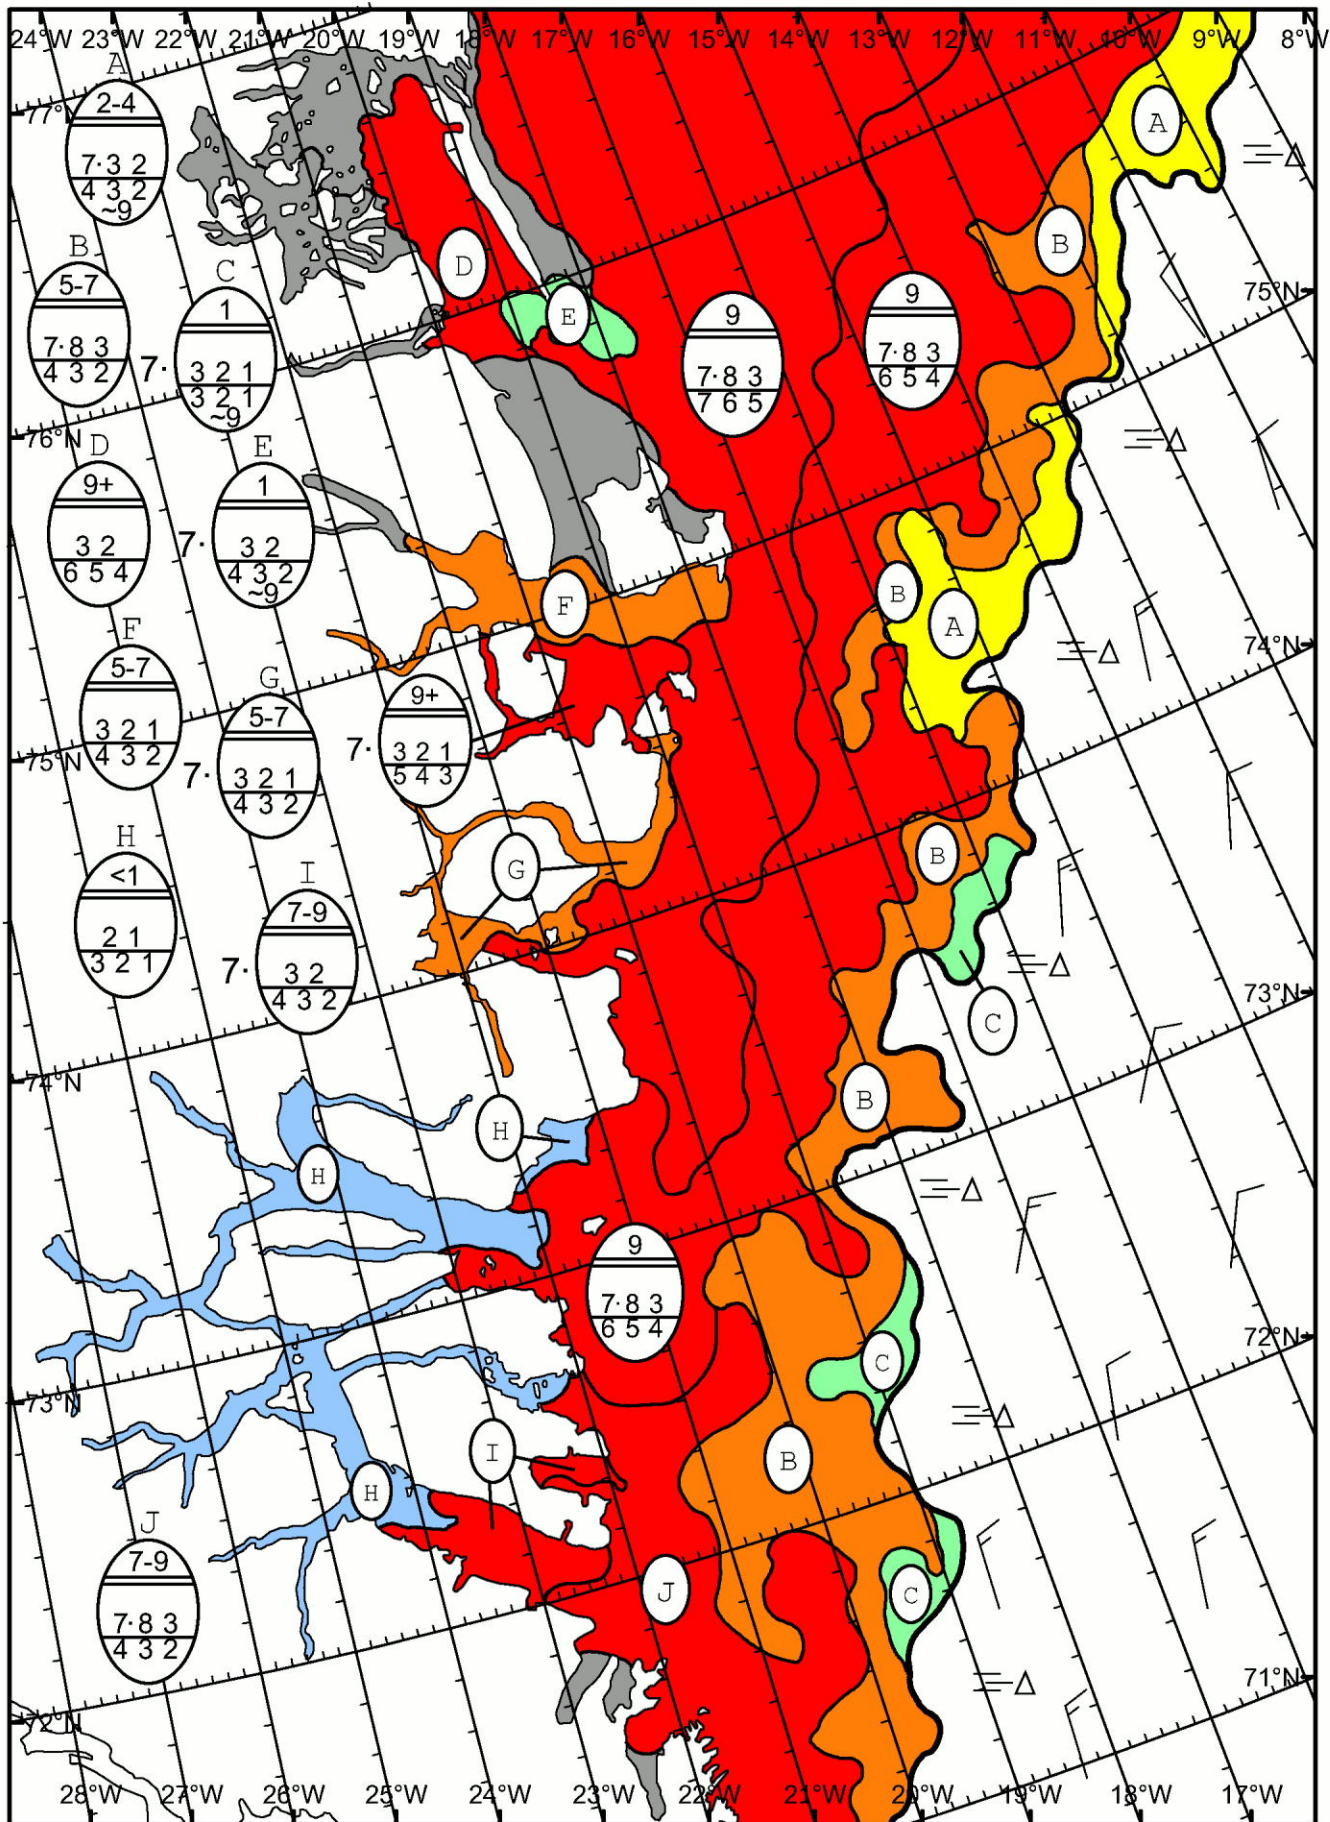 24°W 23°W 22°W 21°W 20°W 19°W 18°W 17°W 16°W 15°W 14°W 13°W 12°W 11°W 10°W 9°W 8°W
A
2-4
77°
7·3 2
4 3 2
~9
A
B
B
5-7
7·8 3
4 3 2
C
1
7· 3 2 1
3 2 1
~9
D
E
9
7·8 3
7 6 5
9
7·8 3
6 5 4
75°N
76°N
D
9+
3 2
6 5 4
E
1
7· 3 2
4 3 2
~9
F
B
A
74°N
F
5-7
3 2 1
4 3 2
G
5-7
7· 3 2 1
4 3 2
9+
7· 3 2 1
5 4 3
75°N
G
B
H
<1
2 1
3 2 1
I
7-9
7· 3 2
4 3 2
C
73°N
74°N
H
B
H
9
7·8 3
6 5 4
C
72°N
73°N
I
B
H
J
7-9
7·8 3
4 3 2
J
C
71°N
72°N
28°W 27°W 26°W 25°W 24°W 23°W 22°W 21°W 20°W 19°W 18°W 17°W